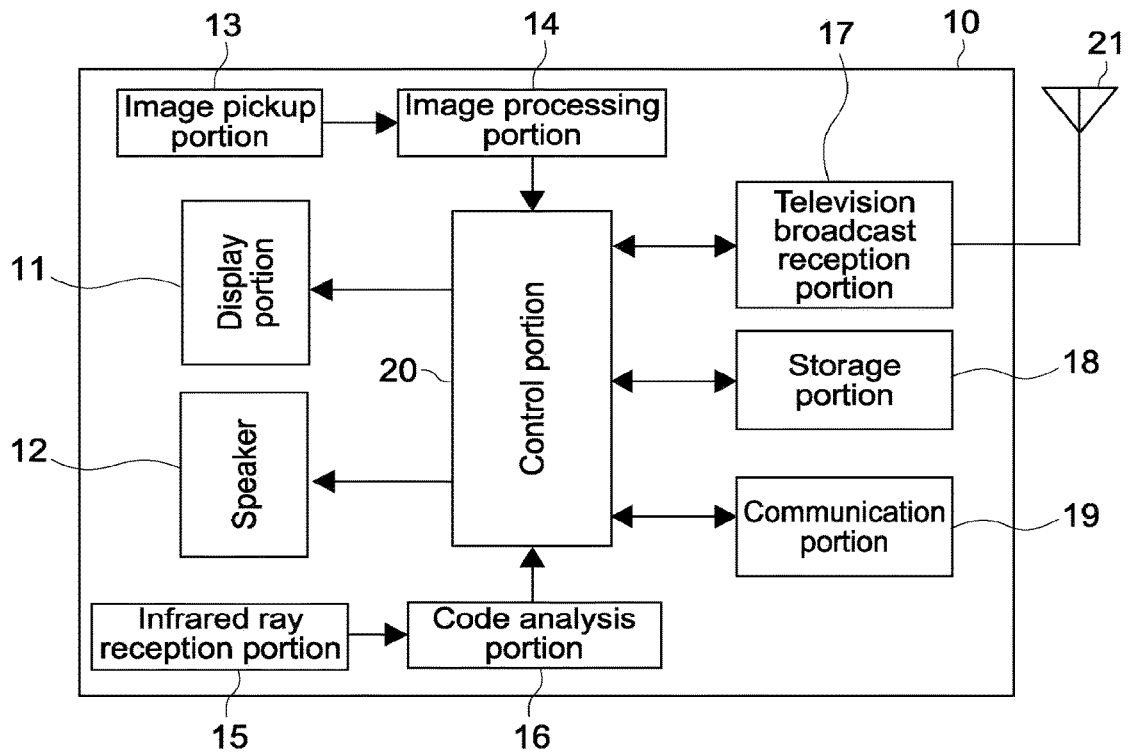 13
14
17
10
21
Image pickup
portion
Image processing
portion
Television
broadcast
reception
portion
11
Display
portion
20
Control portion
Storage
portion
18
12
Speaker
Communication
portion
19
Infrared ray
reception portion
Code analysis
portion
15
16